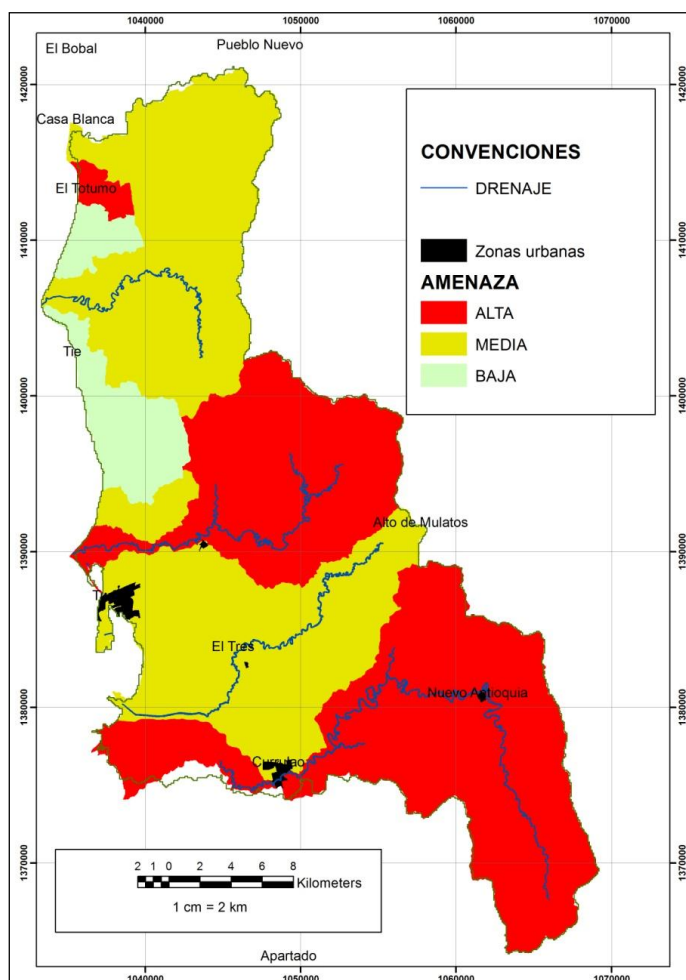 1040000 1050000 1060000 1070000
El Bobal
Pueblo Nuevo
1420000
1420000
Casa Blanca
CONVENCIONES
El Totumo
DRENAJE
1410000
1410000
Zonas urbanas
AMENAZA
ALTA
Tie
MEDIA
BAJA
1400000
1400000
Alto de Mulatos
1390000
1390000
El Tres
Nuevo Antioquia
1380000
1380000
Currulao
1370000
1370000
2 1 0 2 4 6 8
Kilometers
1 cm = 2 km
Apartado
1040000 1050000 1060000 1070000